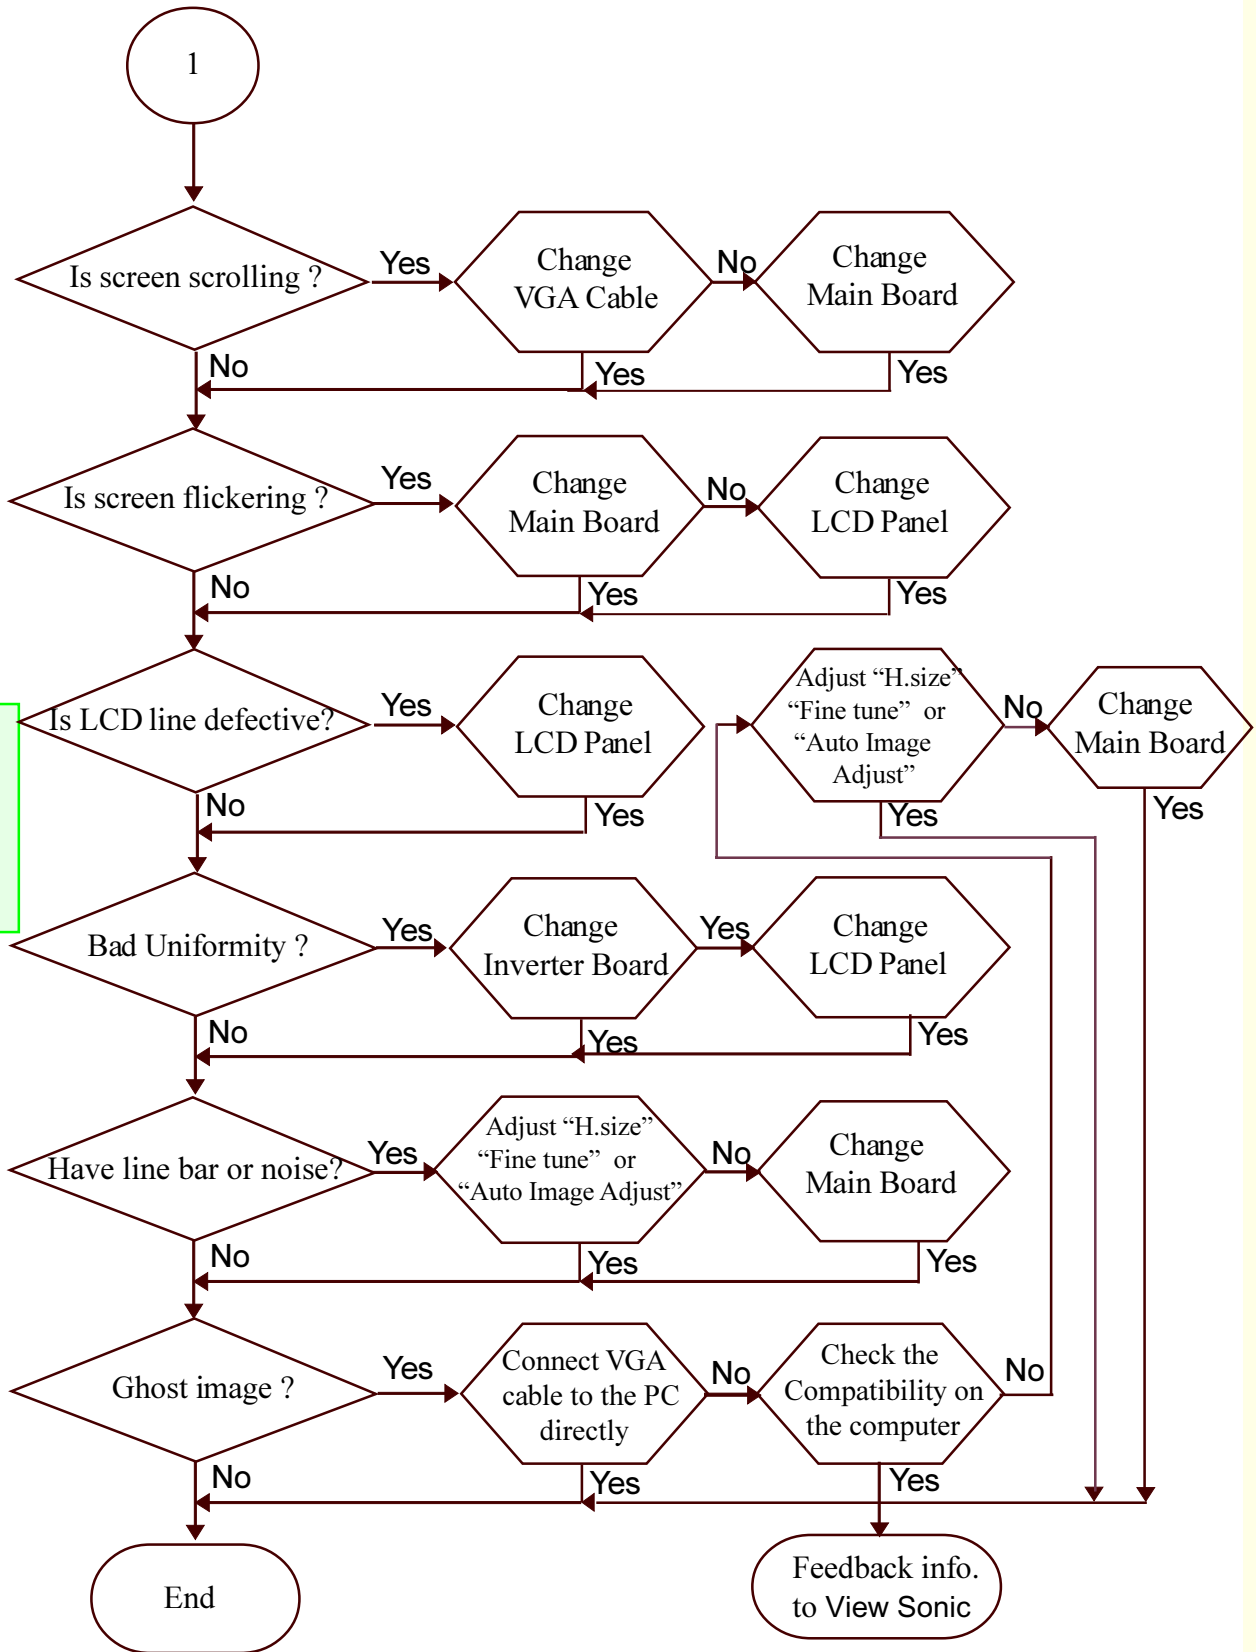 1
Is screen scrolling ?
Yes
Change
VGA Cable
No
Change
Main Board
No
Yes
Yes
Is screen flickering ?
Yes
Change
Main Board
No
Change
LCD Panel
No
Yes
Yes
Is LCD line defective?
Yes
Change
LCD Panel
Adjust “H.size”
“Fine tune” or
“Auto Image
Adjust”
No
Change
Main Board
No
Yes
Yes
Yes
Bad Uniformity ?
Yes
Change
Inverter Board
Yes
Change
LCD Panel
No
Yes
Yes
Have line bar or noise?
Yes
Adjust “H.size”
“Fine tune” or
“Auto Image Adjust”
No
Change
Main Board
No
Yes
Yes
Ghost image ?
Yes
Connect VGA
cable to the PC
directly
No
Check the
Compatibility on
the computer
No
No
Yes
Yes
End
Feedback info.
to View Sonic